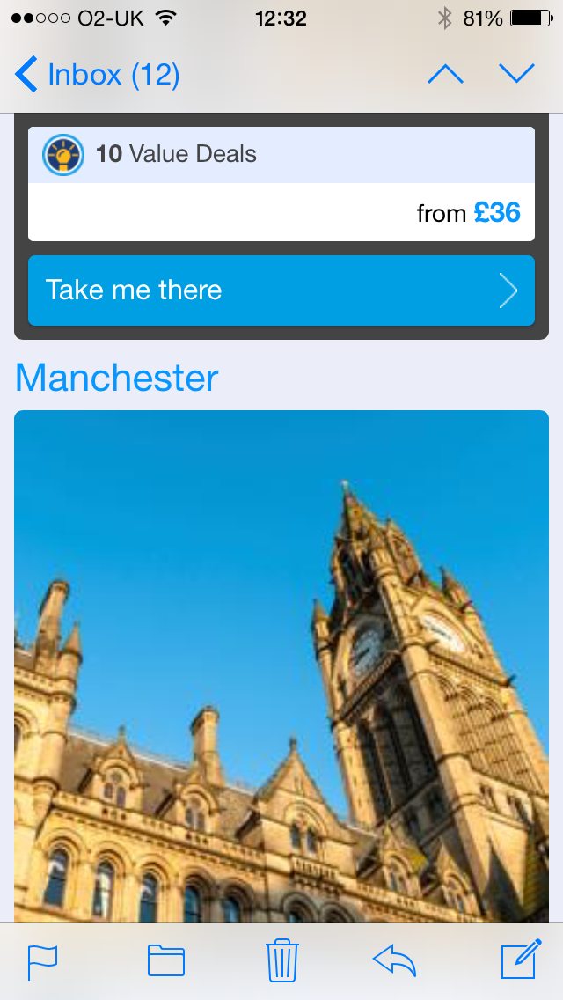 O2-UK 12:32 81%
Inbox (12)
10 Value Deals
from £36
Take me there
Manchester